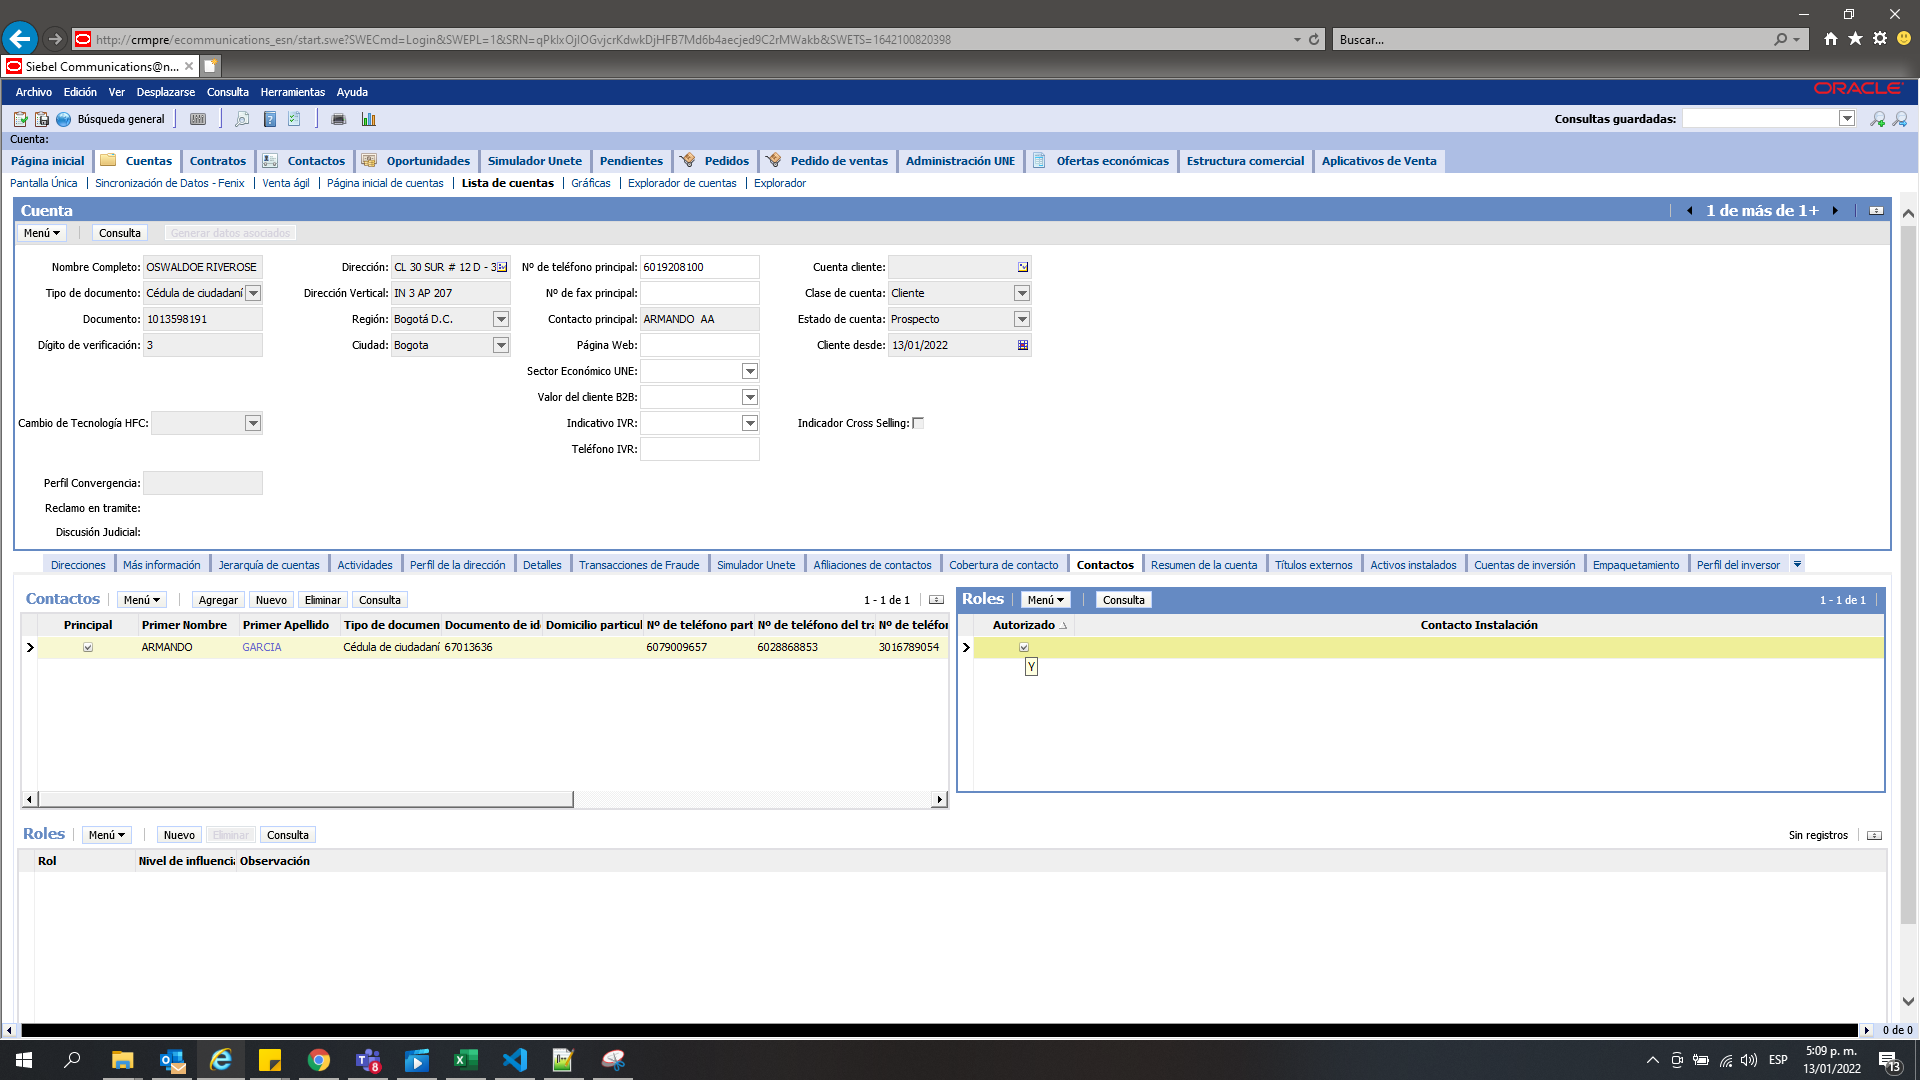 http://crmpre/ecommunications_esn/start.swe?SWECmd=Login&SWEPL=1&SRN=qPklxOjlOGvjcrKdwkDjHFB7Md6b4aecjed9C2rMWakb&SWETS=1642100820398
Buscar...
Siebel Communications@n...
Archivo Edición Ver Desplazarse Consulta Herramientas Ayuda
ORACLE
Búsqueda general
Consultas guardadas:
Cuenta:
Página inicial Cuentas Contratos Contactos Oportunidades Simulador Unete Pendientes Pedidos Pedido de ventas Administración UNE Ofertas económicas Estructura comercial Aplicativos de Venta
Pantalla Única Sincronización de Datos - Fenix Venta ágil Página inicial de cuentas Lista de cuentas Gráficas Explorador de cuentas Explorador
Cuenta
1 de más de 1+
Menú Consulta Generar datos asociados
Nombre Completo: OSWALDOE RIVEROSE Dirección: CL 30 SUR # 12 D - 3 Nº de teléfono principal: 6019208100 Cuenta cliente:
Tipo de documento: Cédula de ciudadaní Dirección Vertical: IN 3 AP 207 Nº de fax principal: Clase de cuenta: Cliente
Documento: 1013598191 Región: Bogotá D.C. Contacto principal: ARMANDO AA Estado de cuenta: Prospecto
Dígito de verificación: 3 Ciudad: Bogota Página Web: Cliente desde: 13/01/2022
Sector Económico UNE:
Valor del cliente B2B:
Cambio de Tecnología HFC: Indicativo IVR: Indicador Cross Selling:
Teléfono IVR:
Perfil Convergencia:
Reclamo en tramite:
Discusión Judicial:
Direcciones Más información Jerarquía de cuentas Actividades Perfil de la dirección Detalles Transacciones de Fraude Simulador Unete Afiliaciones de contactos Cobertura de contacto Contactos Resumen de la cuenta Títulos externos Activos instalados Cuentas de inversión Empaquetamiento Perfil del inversor
Contactos Menú Agregar Nuevo Eliminar Consulta 1 - 1 de 1
Principal Primer Nombre Primer Apellido Tipo de documen Documento de id Domicilio particul Nº de teléfono part Nº de teléfono del tra Nº de teléfon
ARMANDO GARCIA Cédula de ciudadaní 67013636 6079009657 6028868853 3016789054
Roles Menú Consulta 1 - 1 de 1
Autorizado Contacto Instalación
Y
Roles Menú Nuevo Eliminar Consulta Sin registros
Rol Nivel de influencia Observación
0 de 0
8
ESP
5:09 p. m.
13/01/2022
13